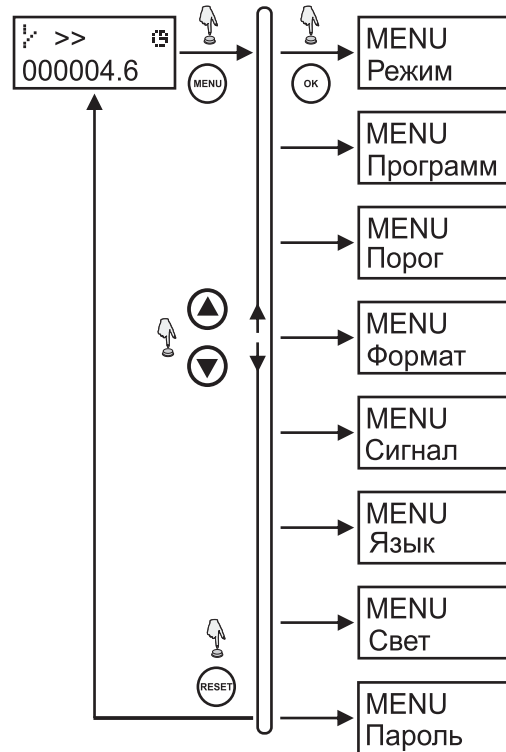 >>
000004.6
MENU
OK
MENU
Режим
MENU
Программ
MENU
Порог
MENU
Формат
MENU
Сигнал
MENU
Язык
MENU
Свет
RESET
MENU
Пароль